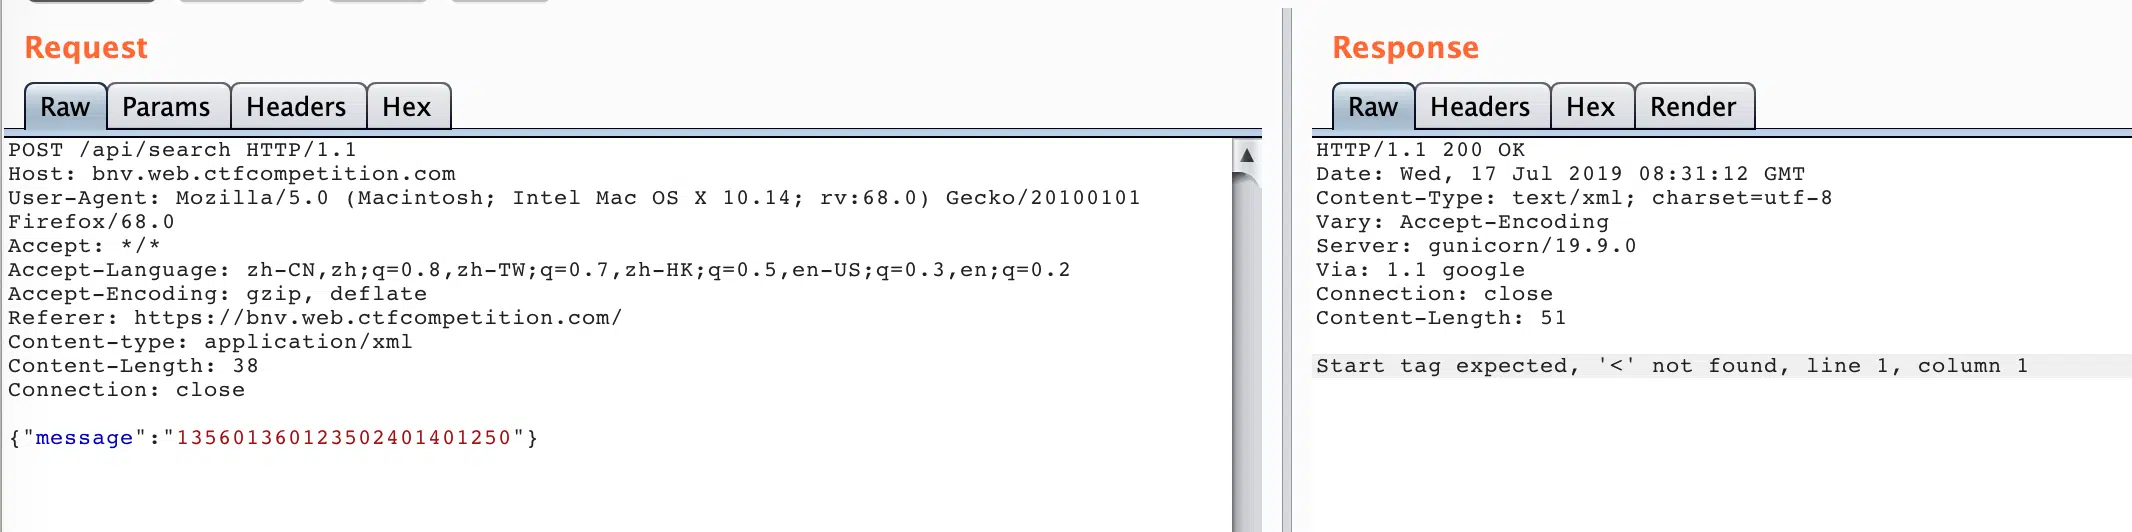 Request
Raw Params Headers Hex
POST /api/search HTTP/1.1
Host: bnv.web.ctfcompetition.com
User-Agent: Mozilla/5.0 (Macintosh; Intel Mac OS X 10.14; rv:68.0) Gecko/20100101
Firefox/68.0
Accept: */*
Accept-Language: zh-CN,zh;q=0.8,zh-TW;q=0.7,zh-HK;q=0.5,en-US;q=0.3,en;q=0.2
Accept-Encoding: gzip, deflate
Referer: https://bnv.web.ctfcompetition.com/
Content-type: application/xml
Content-Length: 38
Connection: close
{"message":"135601360123502401401250"}
Response
Raw Headers Hex Render
HTTP/1.1 200 OK
Date: Wed, 17 Jul 2019 08:31:12 GMT
Content-Type: text/xml; charset=utf-8
Vary: Accept-Encoding
Server: gunicorn/19.9.0
Via: 1.1 google
Connection: close
Content-Length: 51
Start tag expected, '<' not found, line 1, column 1